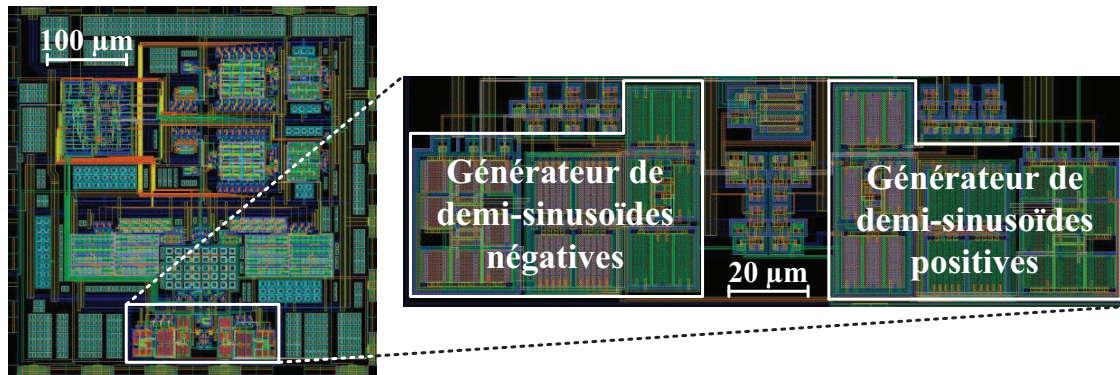 100 µm
Générateur de
demi-sinusoïdes
négatives
20 µm
Générateur de
demi-sinusoïdes
positives